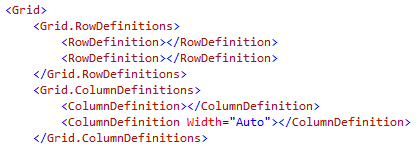 <Grid>
<Grid.RowDefinitions>
<RowDefinition></RowDefinition>
<RowDefinition></RowDefinition>
</Grid.RowDefinitions>
<Grid.ColumnDefinitions>
<ColumnDefinition></ColumnDefinition>
<ColumnDefinition Width="Auto"></ColumnDefinition>
</Grid.ColumnDefinitions>